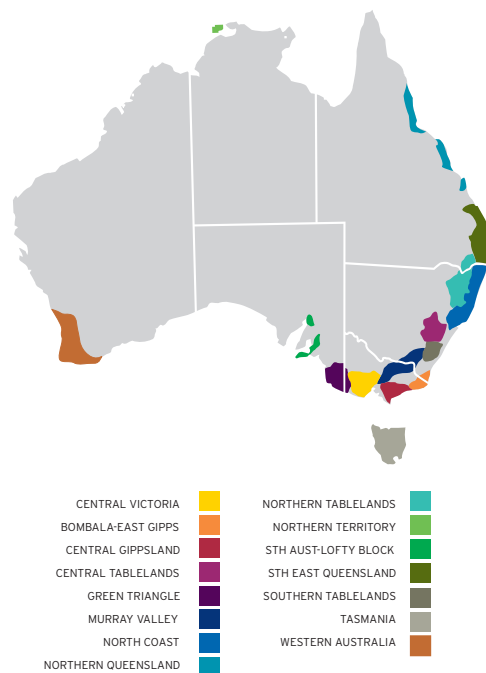 CENTRAL VICTORIA
BOMBALA-EAST GIPPS
CENTRAL GIPPSLAND
CENTRAL TABLELANDS
GREEN TRIANGLE
MURRAY VALLEY
NORTH COAST
NORTHERN QUEENSLAND
NORTHERN TABLELANDS
NORTHERN TERRITORY
STH AUST-LOFTY BLOCK
STH EAST QUEENSLAND
SOUTHERN TABLELANDS
TASMANIA
WESTERN AUSTRALIA